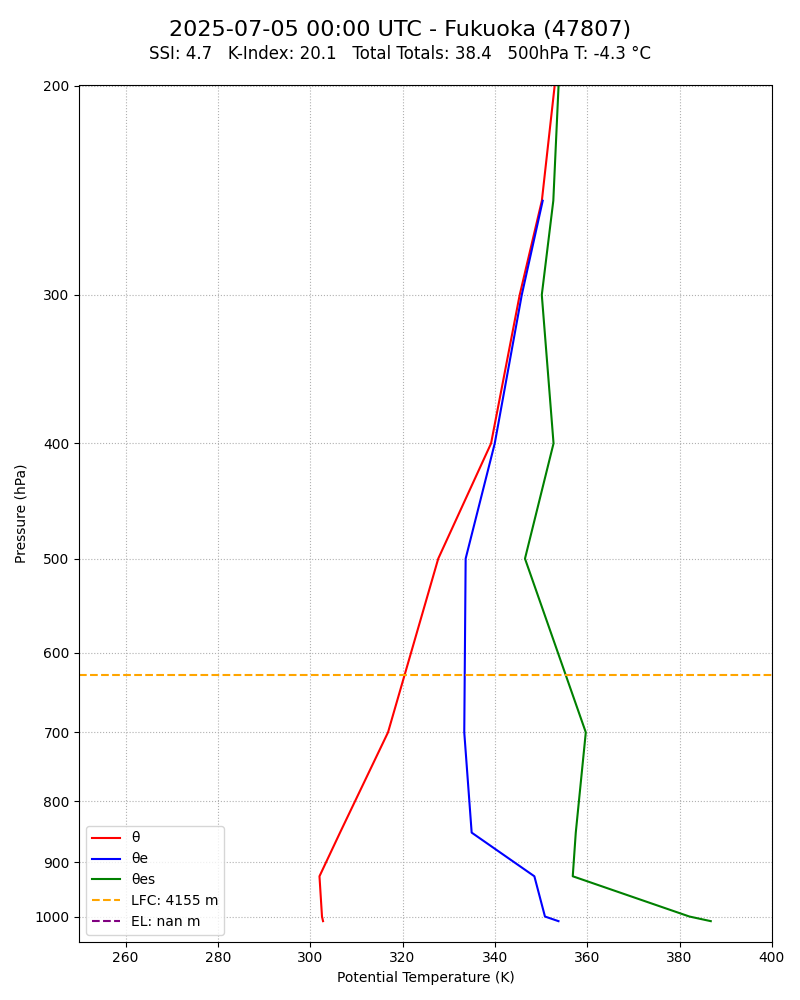 2025-07-05 00:00 UTC - Fukuoka (47807)
SSI: 4.7   K-Index: 20.1   Total Totals: 38.4   500hPa T: -4.3 °C
200
300
400
500
600
700
800
900
1000
Pressure (hPa)
θ
θe
θes
LFC: 4155 m
EL: nan m
260
280
300
320
340
360
380
400
Potential Temperature (K)